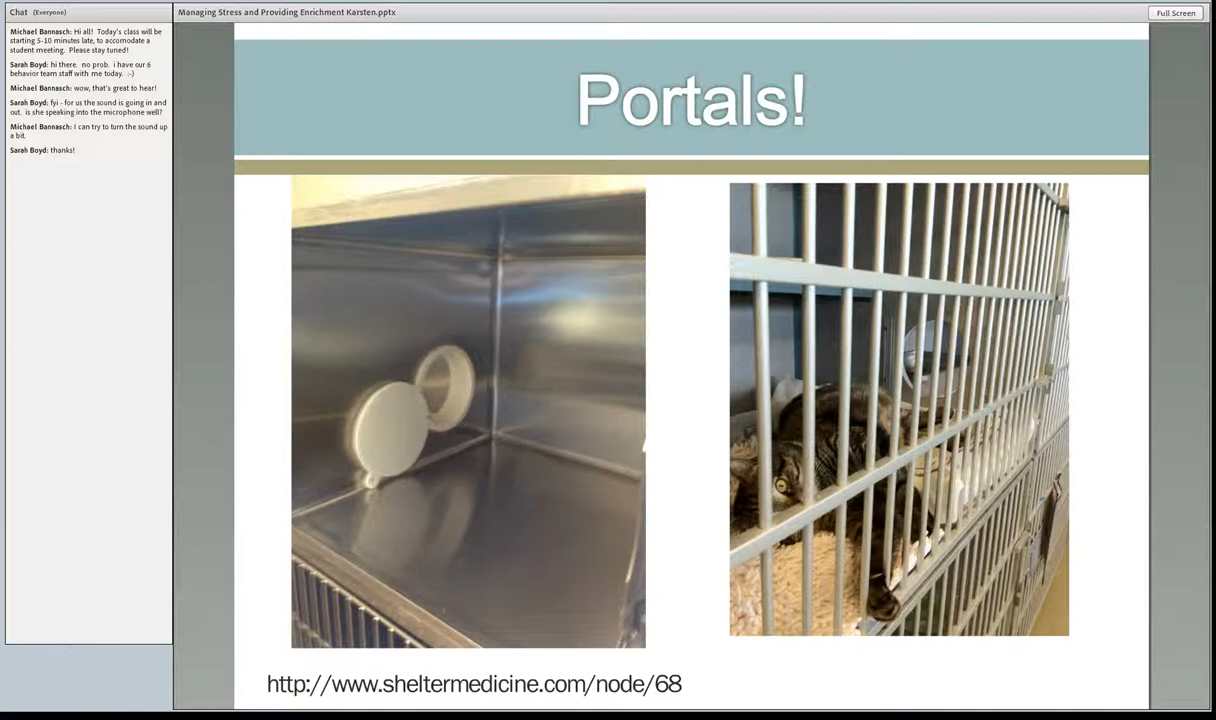 Chat (Everyone)
Michael Bannasch: Hi all! Today's class will be
starting 5-10 minutes late, to accomodate a
student meeting. Please stay tuned!
Sarah Boyd: hi there. no prob. i have our 6
behavior team staff with me today. :-)
Michael Bannasch: wow, that's great to hear!
Sarah Boyd: fyi - for us the sound is going in and
out. is she speaking into the microphone well?
Michael Bannasch: I can try to turn the sound up
a bit.
Sarah Boyd: thanks!
Managing Stress and Providing Enrichment Karsten.pptx
Full Screen
Portals!
http://www.sheltermedicine.com/node/68